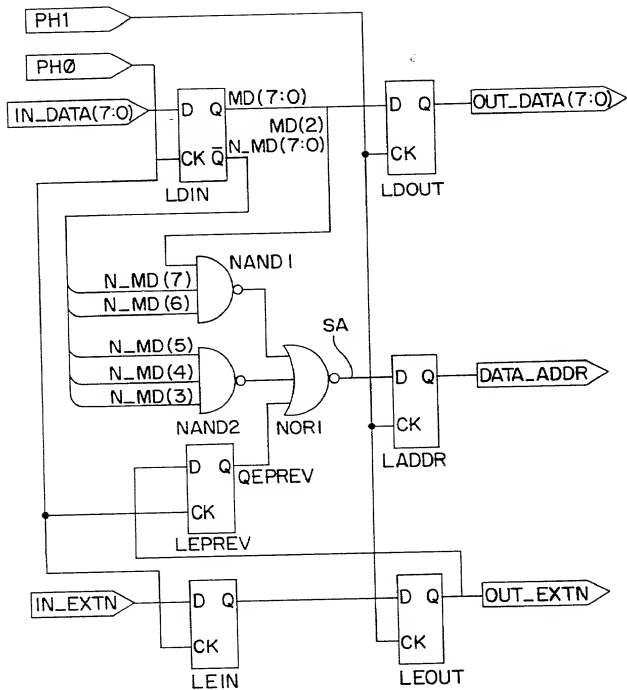 PH1
PHØ
IN_DATA(7:0)
D Q
MD(7:0)
MD(2)
N_MD(7:0)
CK Q̅
LDIN
D Q
OUT_DATA(7:0)
CK
LDOUT
NAND1
N_MD(7)
N_MD(6)
SA
N_MD(5)
N_MD(4)
N_MD(3)
NAND2
NOR1
D Q
DATA_ADDR
CK
LADDR
D Q
QEPREV
CK
LEPREV
IN_EXTN
D Q
CK
LEIN
D Q
OUT_EXTN
CK
LEOUT